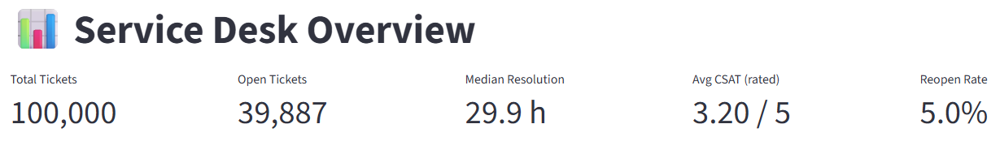 Service Desk Overview
Total Tickets
100,000
Open Tickets
39,887
Median Resolution
29.9 h
Avg CSAT (rated)
3.20 / 5
Reopen Rate
5.0%